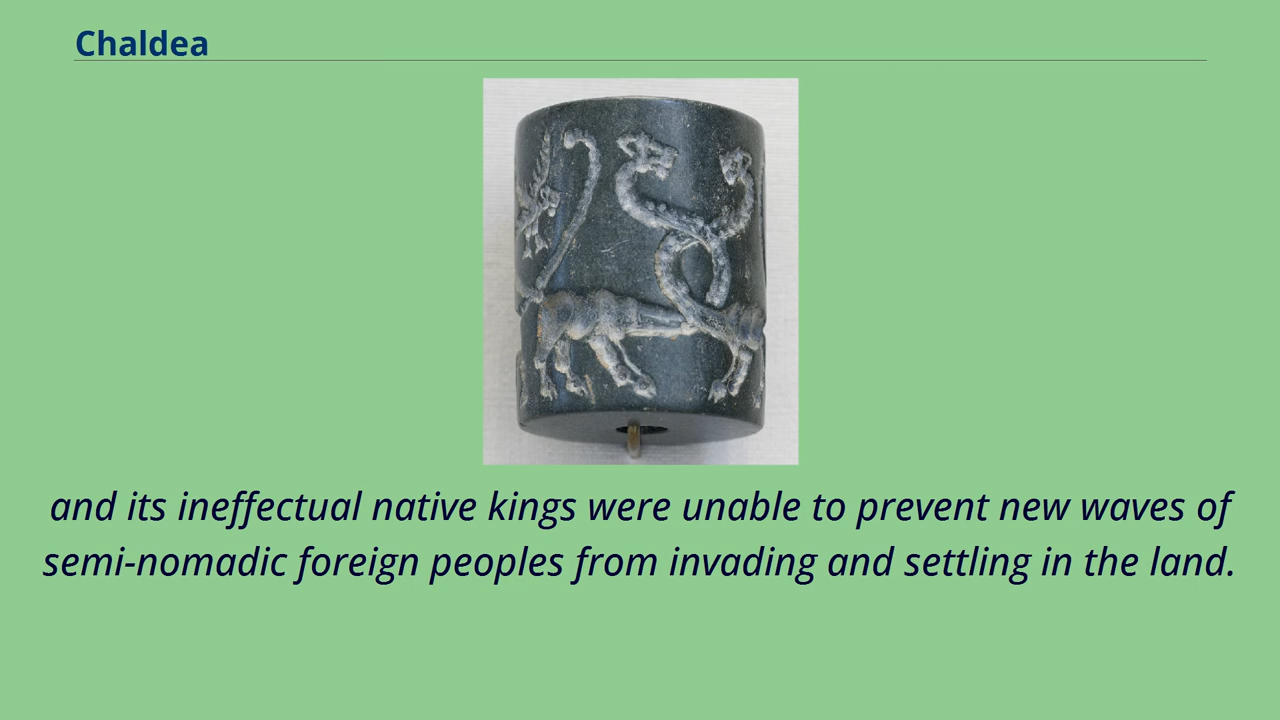 Chaldea
and its ineffectual native kings were unable to prevent new waves of
semi-nomadic foreign peoples from invading and settling in the land.